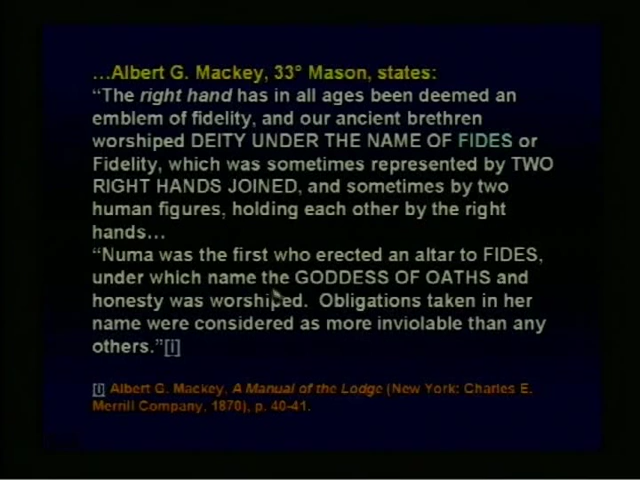 …Albert G. Mackey, 33° Mason, states:
“The right hand has in all ages been deemed an
emblem of fidelity, and our ancient brethren
worshiped DEITY UNDER THE NAME OF FIDES or
Fidelity, which was sometimes represented by TWO
RIGHT HANDS JOINED, and sometimes by two
human figures, holding each other by the right
hands…
“Numa was the first who erected an altar to FIDES,
under which name the GODDESS OF OATHS and
honesty was worshiped.  Obligations taken in her
name were considered as more inviolable than any
others.”[i]
[i] Albert G. Mackey, A Manual of the Lodge (New York: Charles E.
Merrill Company, 1870), p. 40-41.